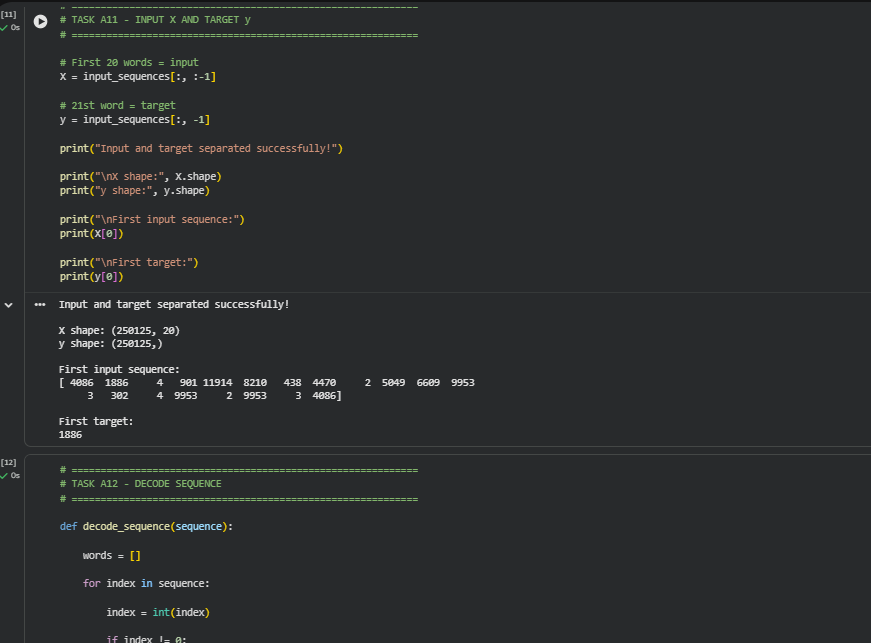 [11]
0s
# ============================================================
# TASK A11 - INPUT X AND TARGET y
# ============================================================
# First 20 words = input
X = input_sequences[:, :-1]
# 21st word = target
y = input_sequences[:, -1]
print("Input and target separated successfully!")
print("\nX shape:", X.shape)
print("y shape:", y.shape)
print("\nFirst input sequence:")
print(X[0])
print("\nFirst target:")
print(y[0])
Input and target separated successfully!
X shape: (250125, 20)
y shape: (250125,)
First input sequence:
[ 4086  1886     4   901 11914  8210   438  4470     2  5049  6609  9953
     3   302     4  9953     2  9953     3  4086]
First target:
1886
[12]
0s
# ============================================================
# TASK A12 - DECODE SEQUENCE
# ============================================================
def decode_sequence(sequence):
    words = []
    for index in sequence:
        index = int(index)
        if index != 0: